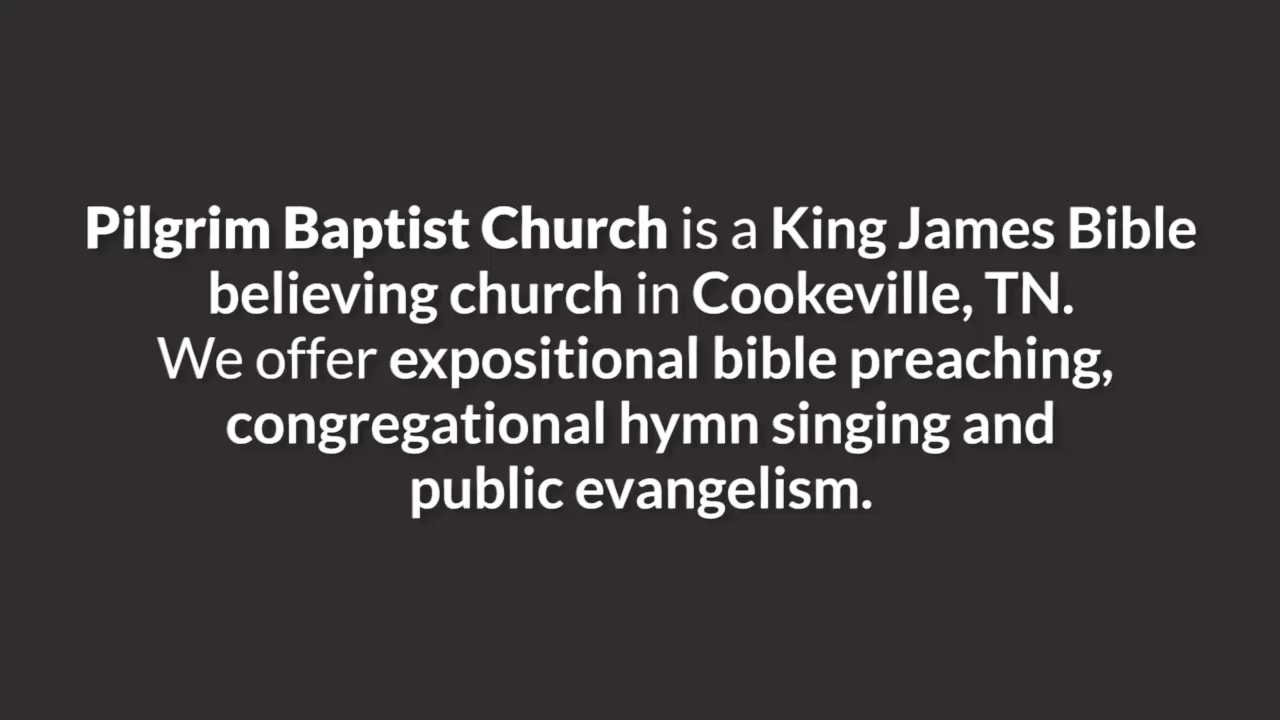 Pilgrim Baptist Church is a King James Bible
believing church in Cookeville, TN.
We offer expositional bible preaching,
congregational hymn singing and
public evangelism.